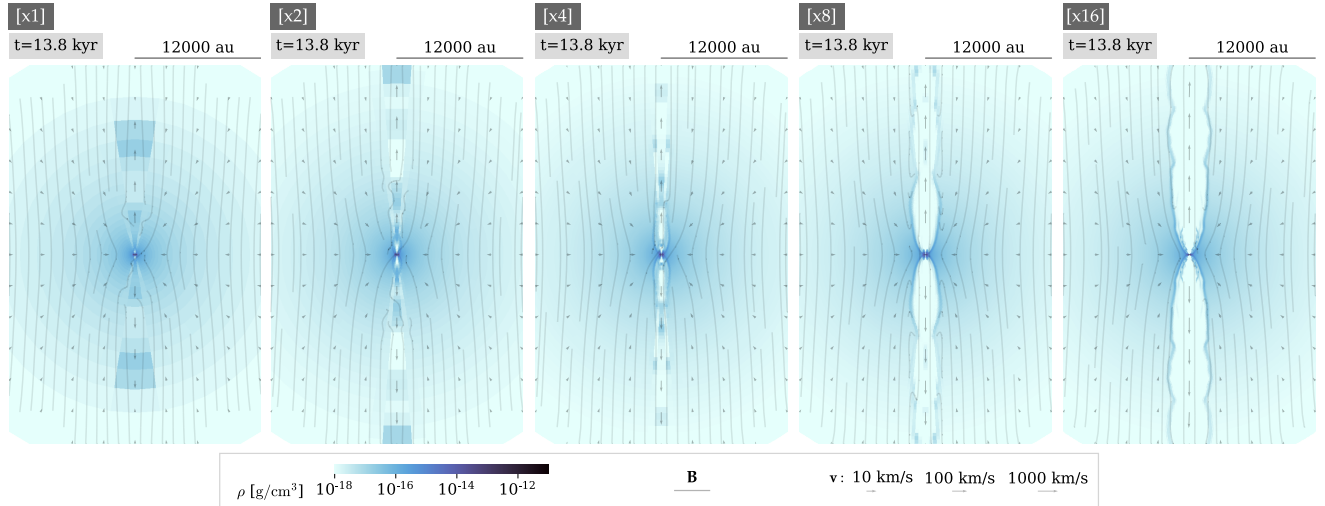 [x1] [x2] [x4] [x8] [x16]
t=13.8 kyr 12000 au t=13.8 kyr 12000 au t=13.8 kyr 12000 au t=13.8 kyr 12000 au t=13.8 kyr 12000 au
ρ [g/cm³] 10⁻¹⁸ 10⁻¹⁶ 10⁻¹⁴ 10⁻¹² B v: 10 km/s 100 km/s 1000 km/s